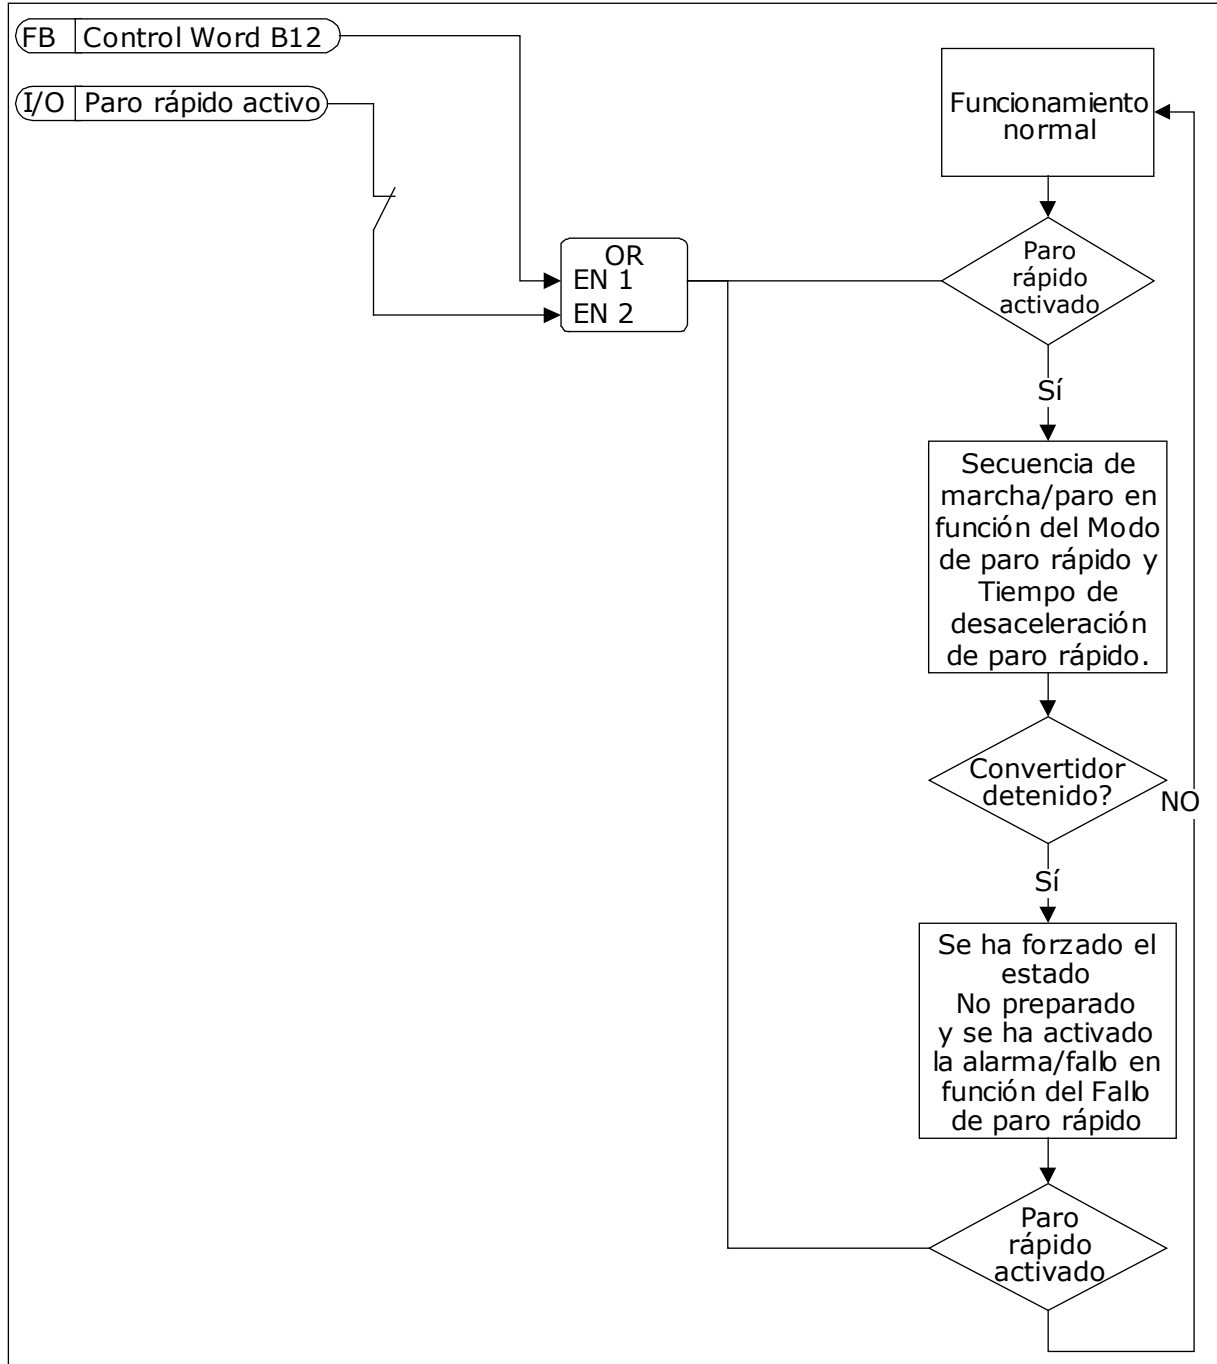 FB Control Word B12
I/O Paro rápido activo
OR
EN 1
EN 2
Funcionamiento
normal
Paro
rápido
activado
Sí
Secuencia de
marcha/paro en
función del Modo
de paro rápido y
Tiempo de
desaceleración
de paro rápido.
Convertidor
detenido?
NO
Sí
Se ha forzado el
estado
No preparado
y se ha activado
la alarma/fallo en
función del Fallo
de paro rápido
Paro
rápido
activado